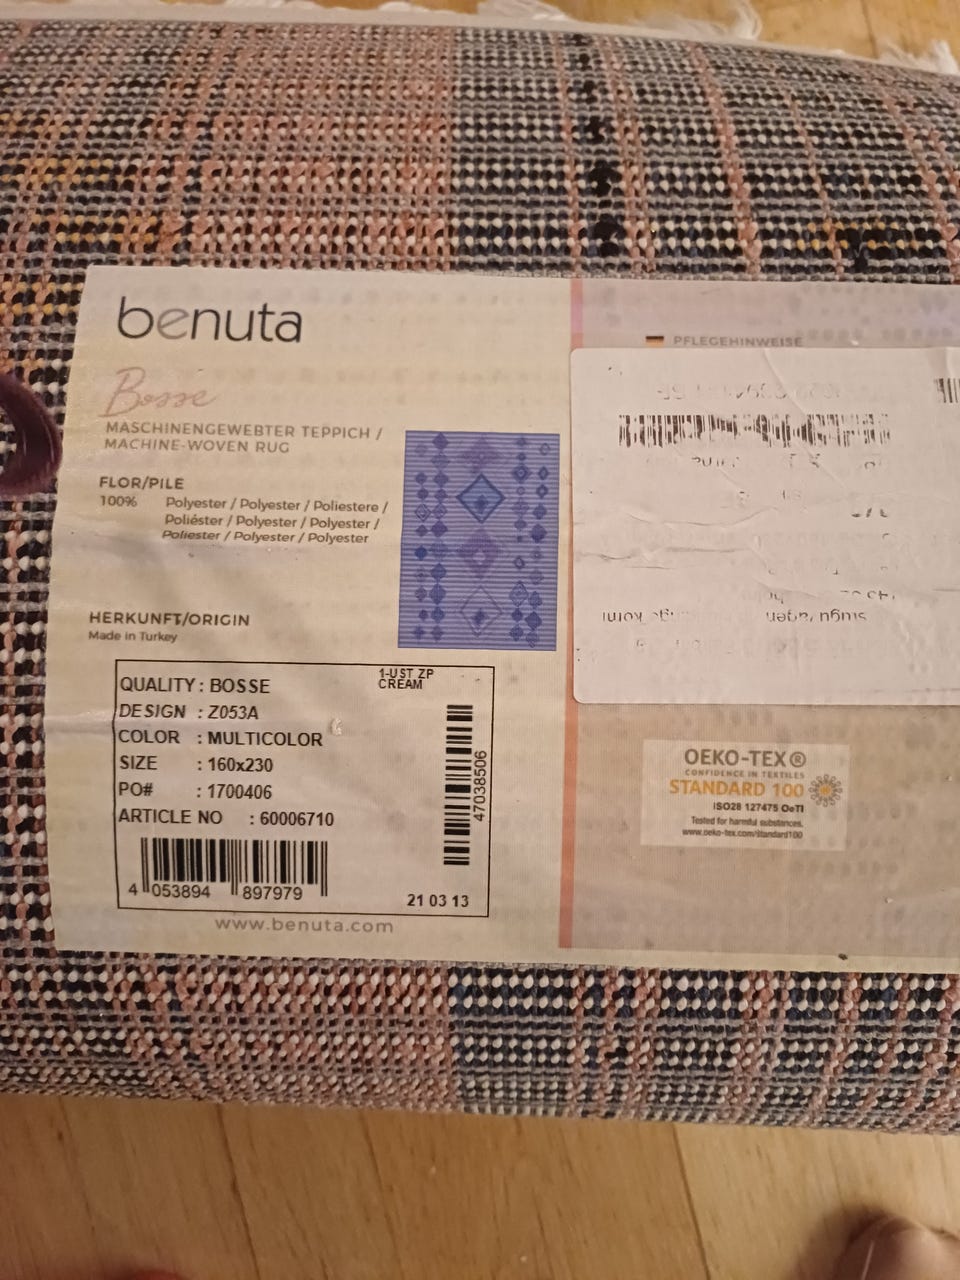 benuta
Bosse
MASCHINENGEWEBTER TEPPICH /
MACHINE-WOVEN RUG
FLOR/PILE
100% Polyester / Polyester / Poliestere /
Poliéster / Polyester / Polyester /
Poliester / Polyester / Polyester
HERKUNFT/ORIGIN
Made in Turkey
QUALITY : BOSSE
DESIGN : Z053A
COLOR : MULTICOLOR
SIZE : 160x230
PO# : 1700406
ARTICLE NO : 60006710
1-UST ZP
CREAM
47038506
4 053894 897979
21 03 13
www.benuta.com
PFLEGEHINWEISE
OEKO-TEX®
CONFIDENCE IN TEXTILES
STANDARD 100
ISO28 127475 OeTI
Tested for harmful substances.
www.oeko-tex.com/standard100